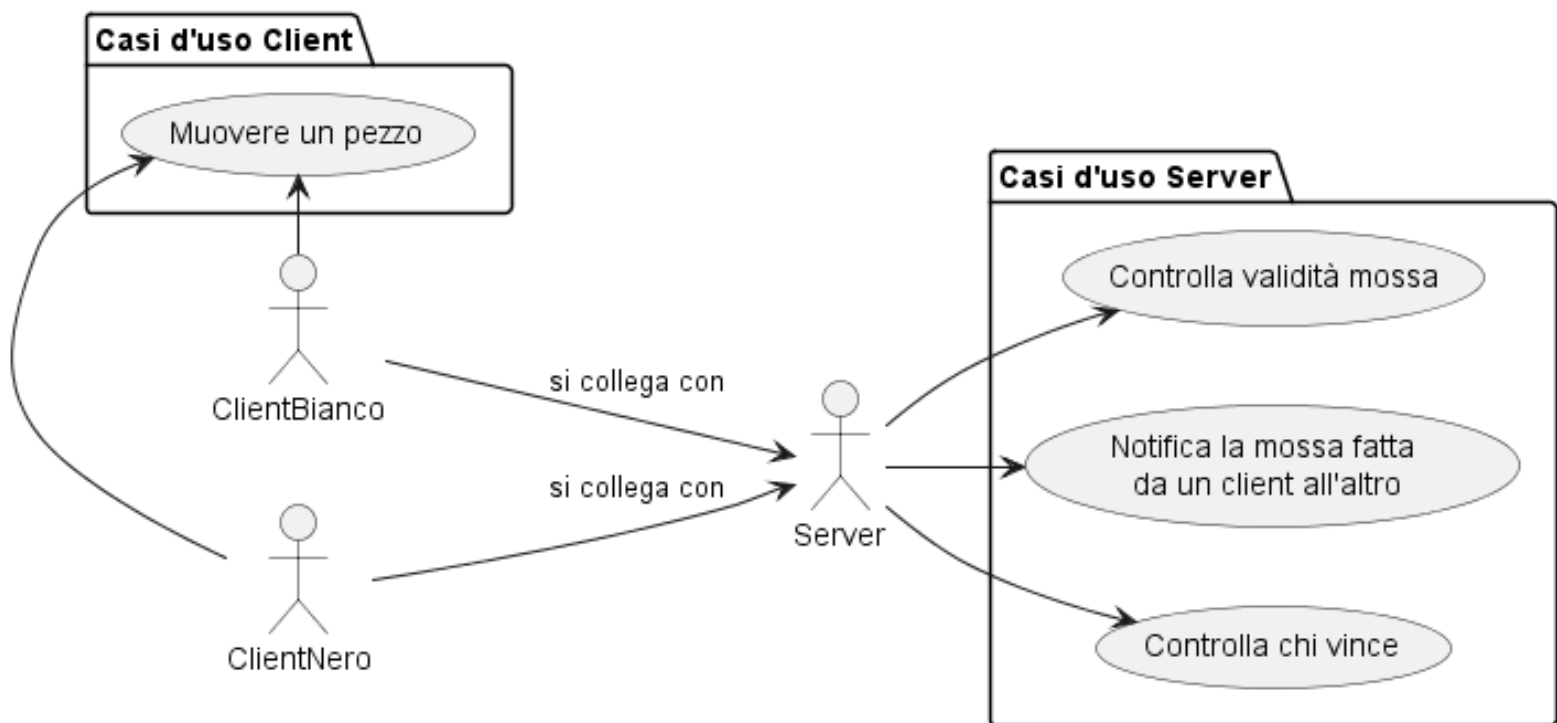 Casi d'uso Client
Muovere un pezzo
Casi d'uso Server
Controlla validità mossa
si collega con
ClientBianco
Notifica la mossa fatta
da un client all'altro
si collega con
Server
Controlla chi vince
ClientNero